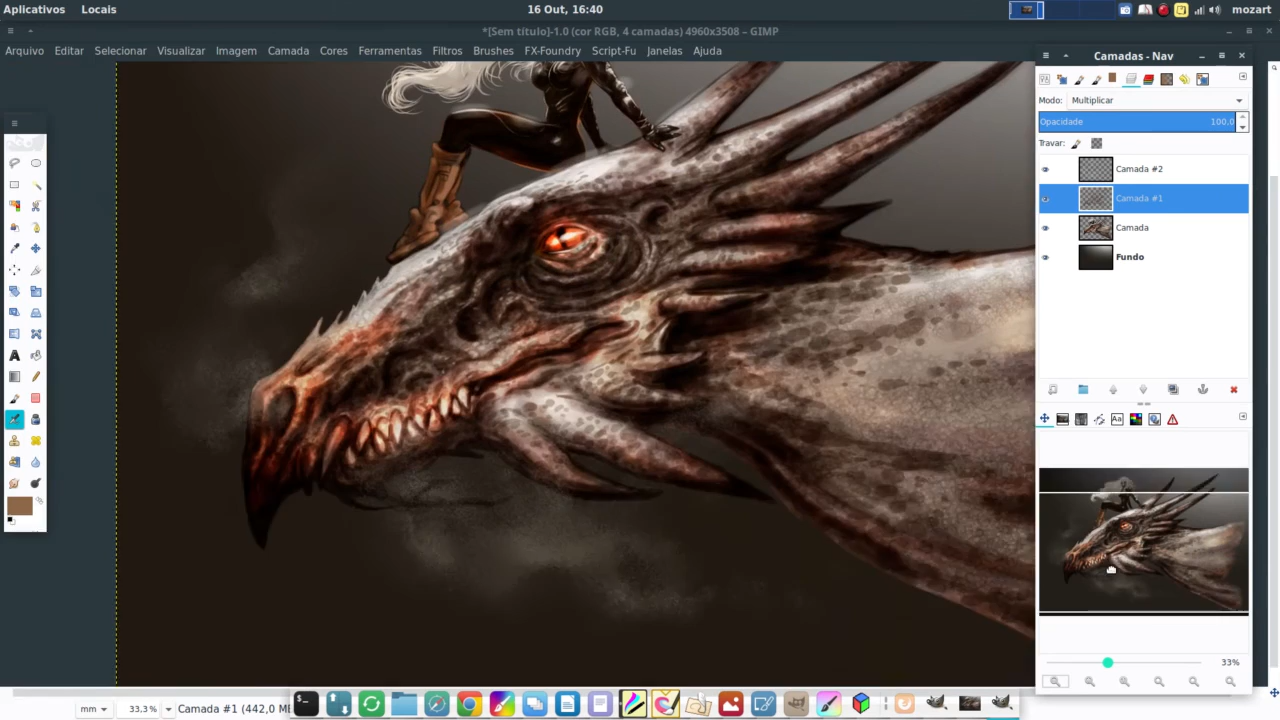 Aplicativos Locais 16 Out, 16:40 mozart
*[Sem título]-1.0 (cor RGB, 4 camadas) 4960x3508 – GIMP
Arquivo Editar Selecionar Visualizar Imagem Camada Cores Ferramentas Filtros Brushes FX-Foundry Script-Fu Janelas Ajuda
Camadas - Nav
Modo: Multiplicar
Opacidade 100,0
Travar:
Camada #2
Camada #1
Camada
Fundo
33%
mm 33,3% Camada #1 (442,0 M